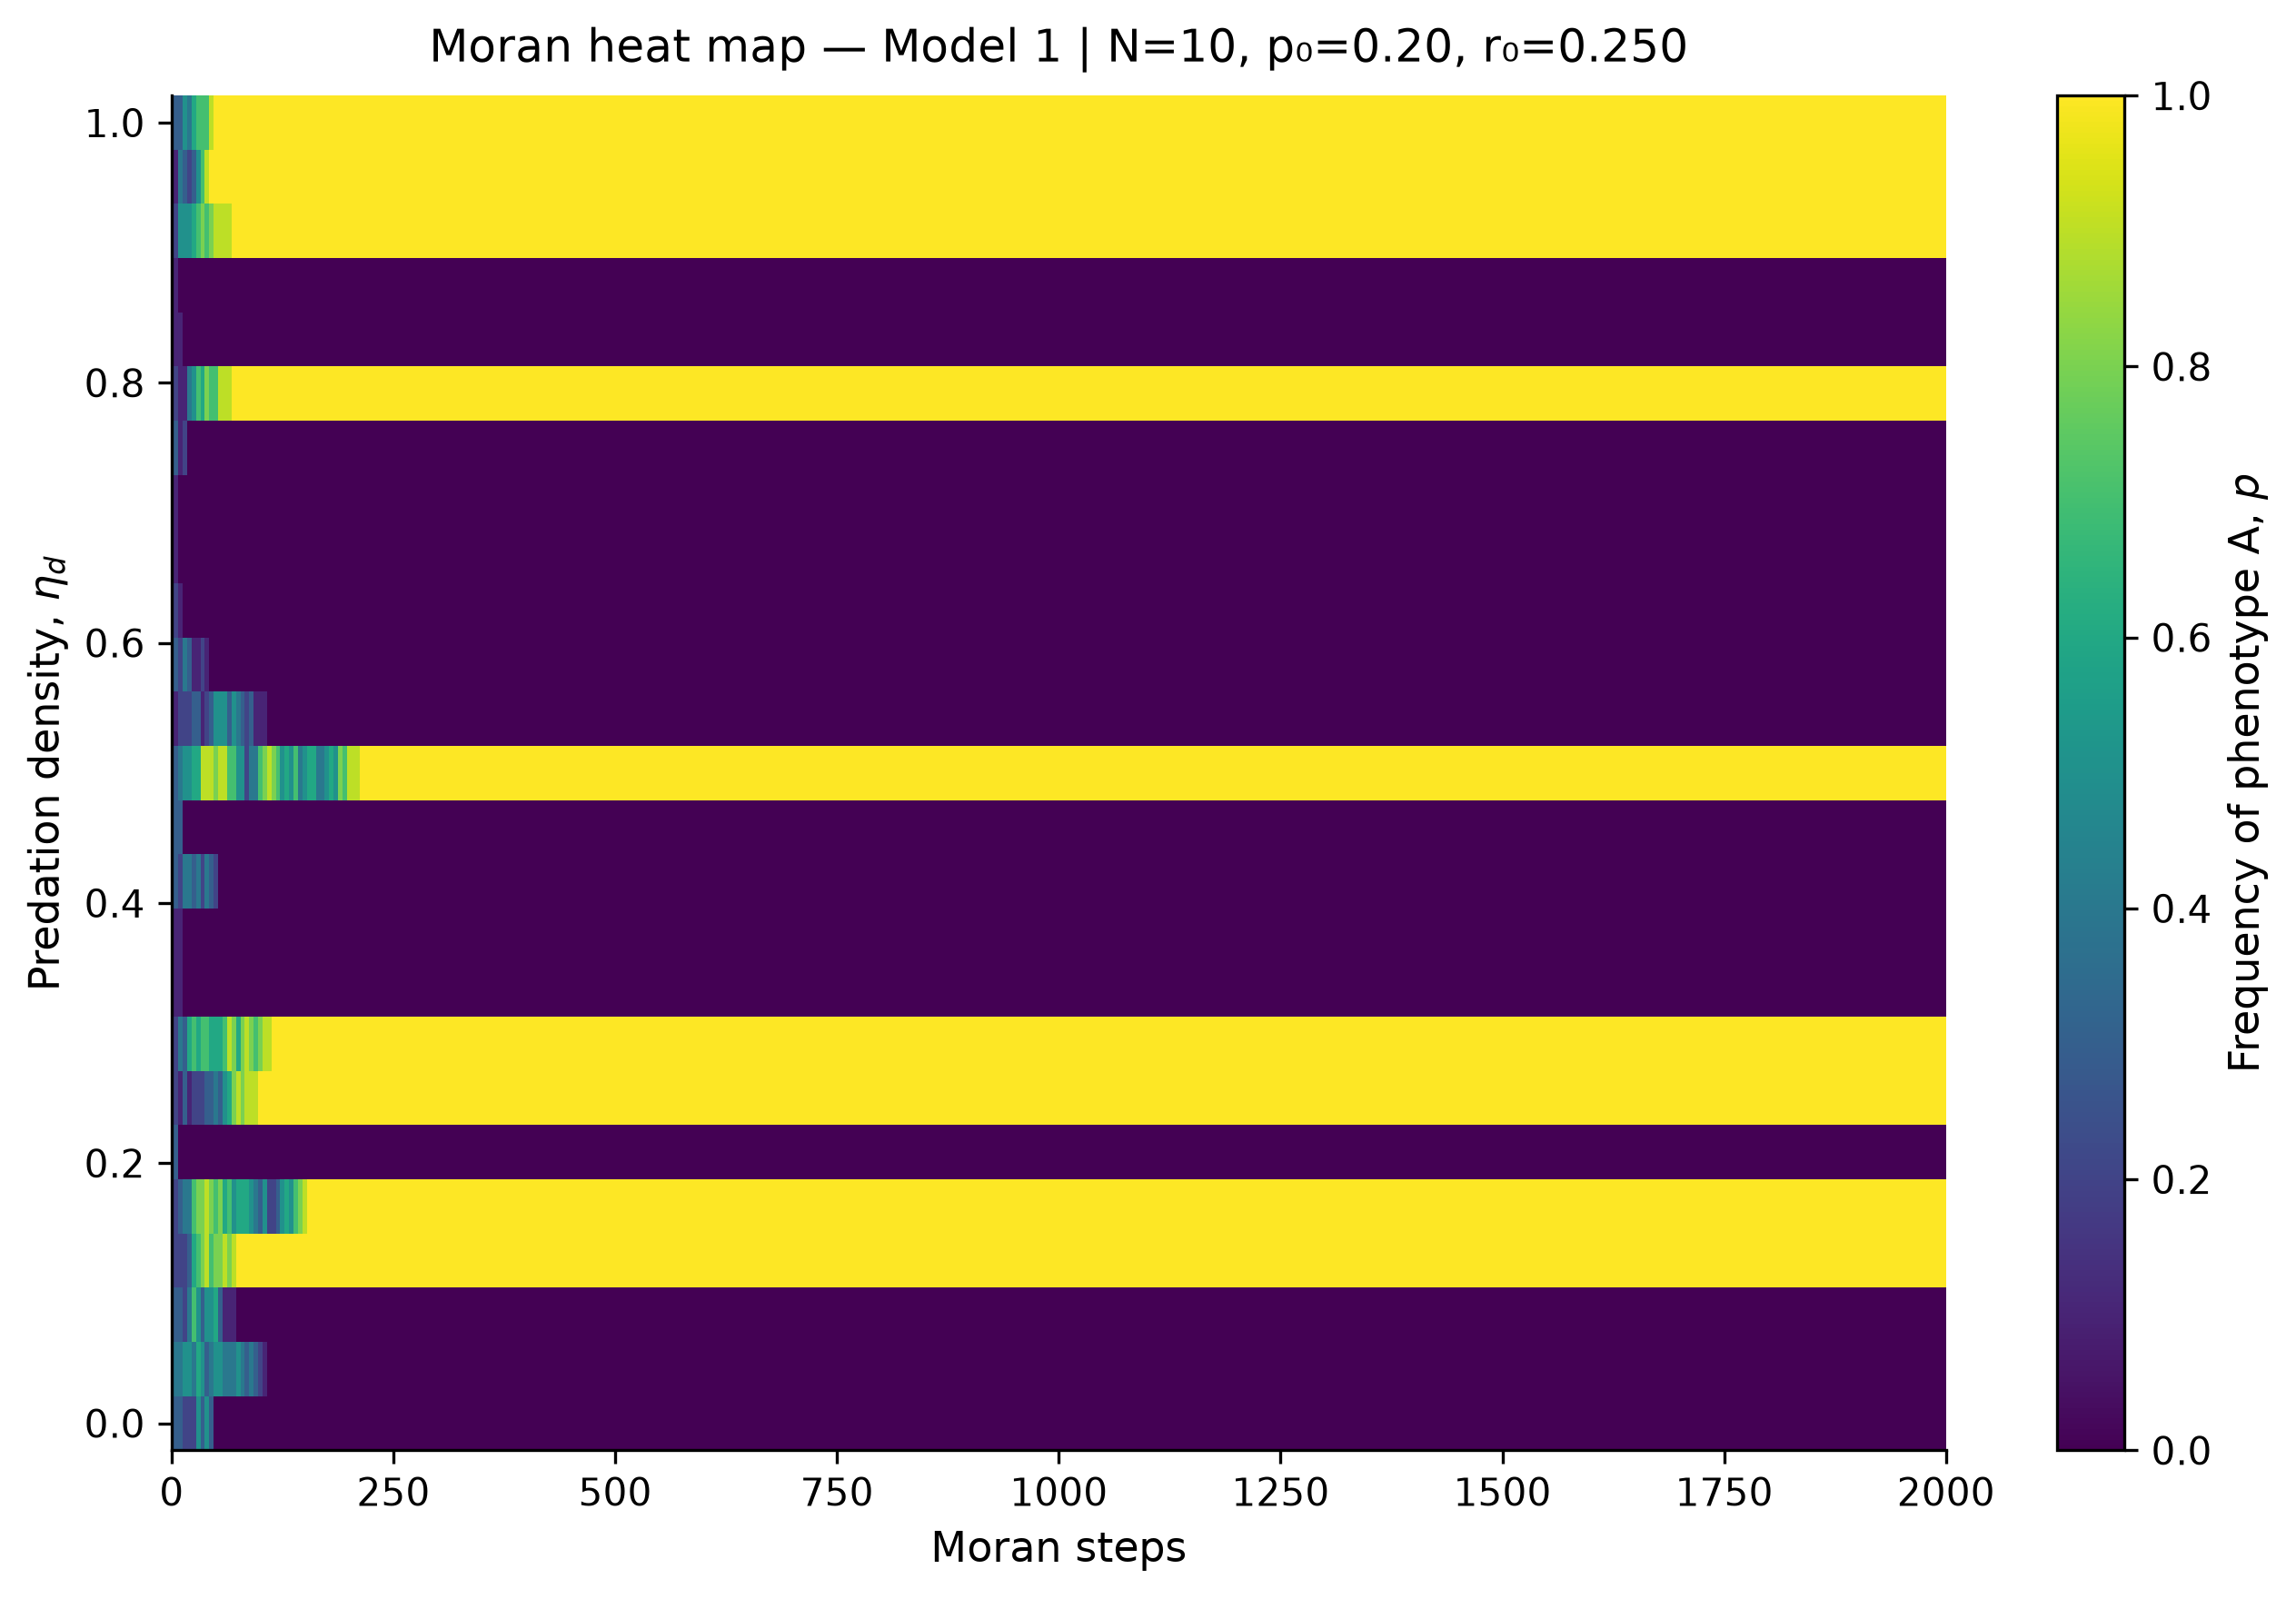 Moran heat map — Model 1 | N=10, p₀=0.20, r₀=0.250
1.0
0.8
0.6
0.4
0.2
0.0
Predation density, η_d
0 250 500 750 1000 1250 1500 1750 2000
Moran steps
1.0
0.8
0.6
0.4
0.2
0.0
Frequency of phenotype A, p